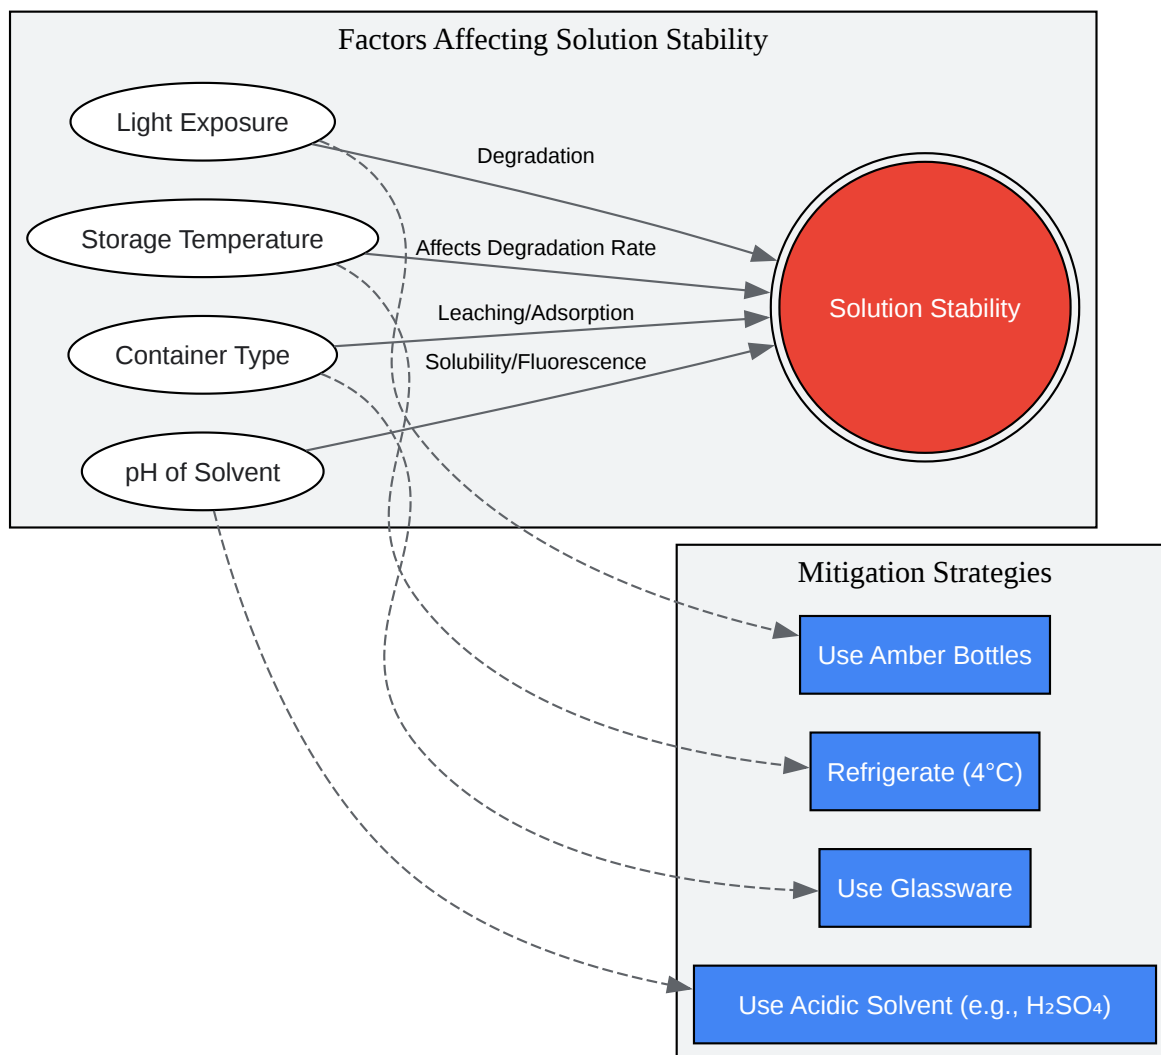 Factors Affecting Solution Stability
Light Exposure
Degradation
Storage Temperature
Affects Degradation Rate
Solution Stability
Leaching/Adsorption
Container Type
Solubility/Fluorescence
pH of Solvent
Mitigation Strategies
Use Amber Bottles
Refrigerate (4°C)
Use Glassware
Use Acidic Solvent (e.g., H₂SO₄)